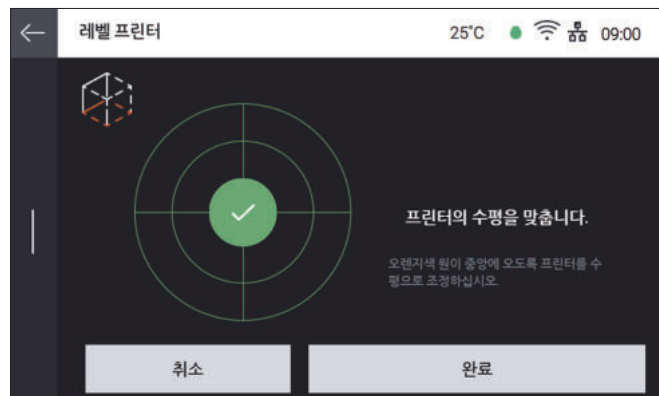 레벨 프린터
25°C
09:00
프린터의 수평을 맞춥니다.
오렌지색 원이 중앙에 오도록 프린터를 수
평으로 조정하십시오.
취소
완료